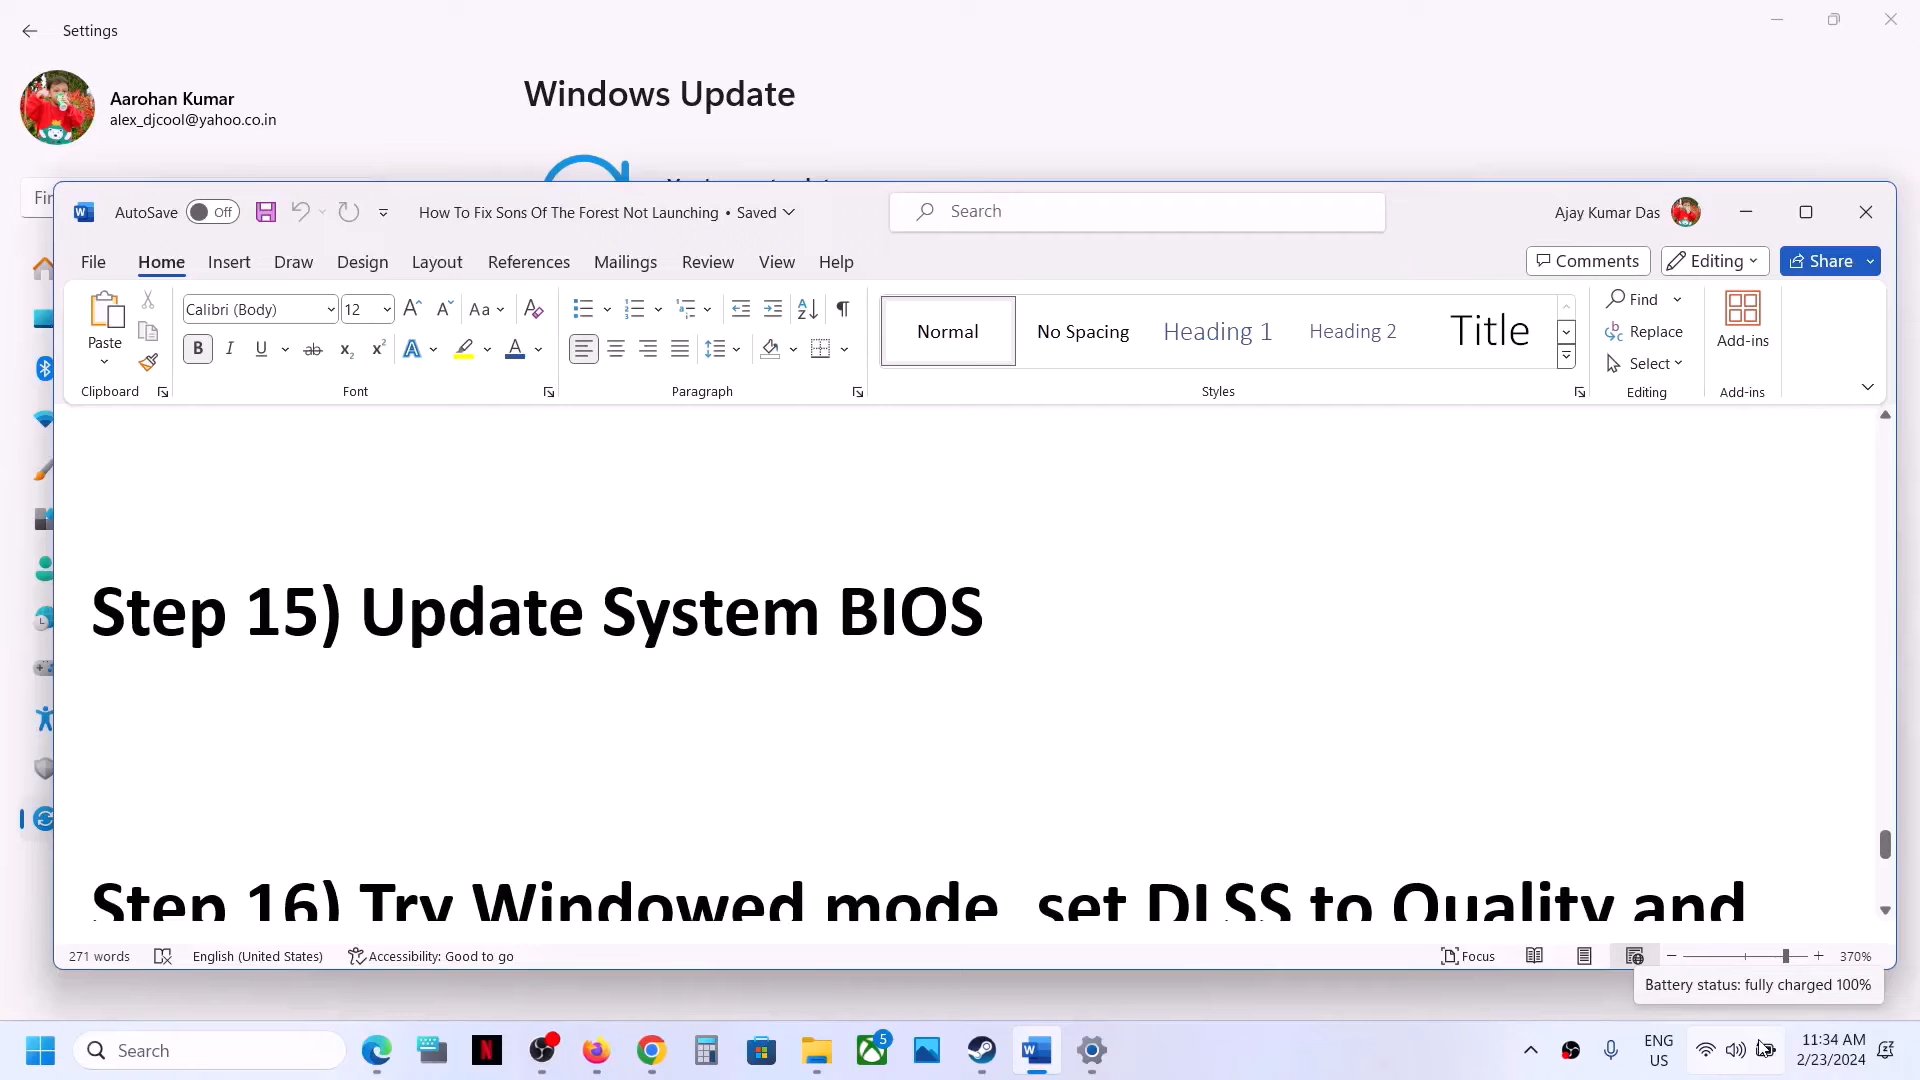 Settings
Aarohan Kumar
alex_djcool@yahoo.co.in
Windows Update
AutoSave Off
How To Fix Sons Of The Forest Not Launching • Saved
Search
Ajay Kumar Das
File Home Insert Draw Design Layout References Mailings Review View Help
Comments Editing Share
Paste
Calibri (Body) 12
Normal No Spacing Heading 1 Heading 2 Title
Find
Replace
Select
Add-ins
Clipboard Font Paragraph Styles Editing Add-ins
Step 15) Update System BIOS
Step 16) Try Windowed mode, set DLSS to Quality and
271 words English (United States) Accessibility: Good to go Focus 370%
Battery status: fully charged 100%
Search
5
ENG
US
11:34 AM
2/23/2024